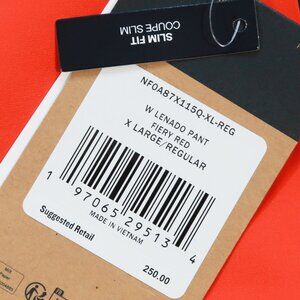 SLIM FIT
COUPE SLIM
NF0A87X115Q-XL-REG
W LENADO PANT
FIERY RED
X LARGE/REGULAR
1 97065 29513 4
MADE IN VIETNAM
Suggested Retail
250.00